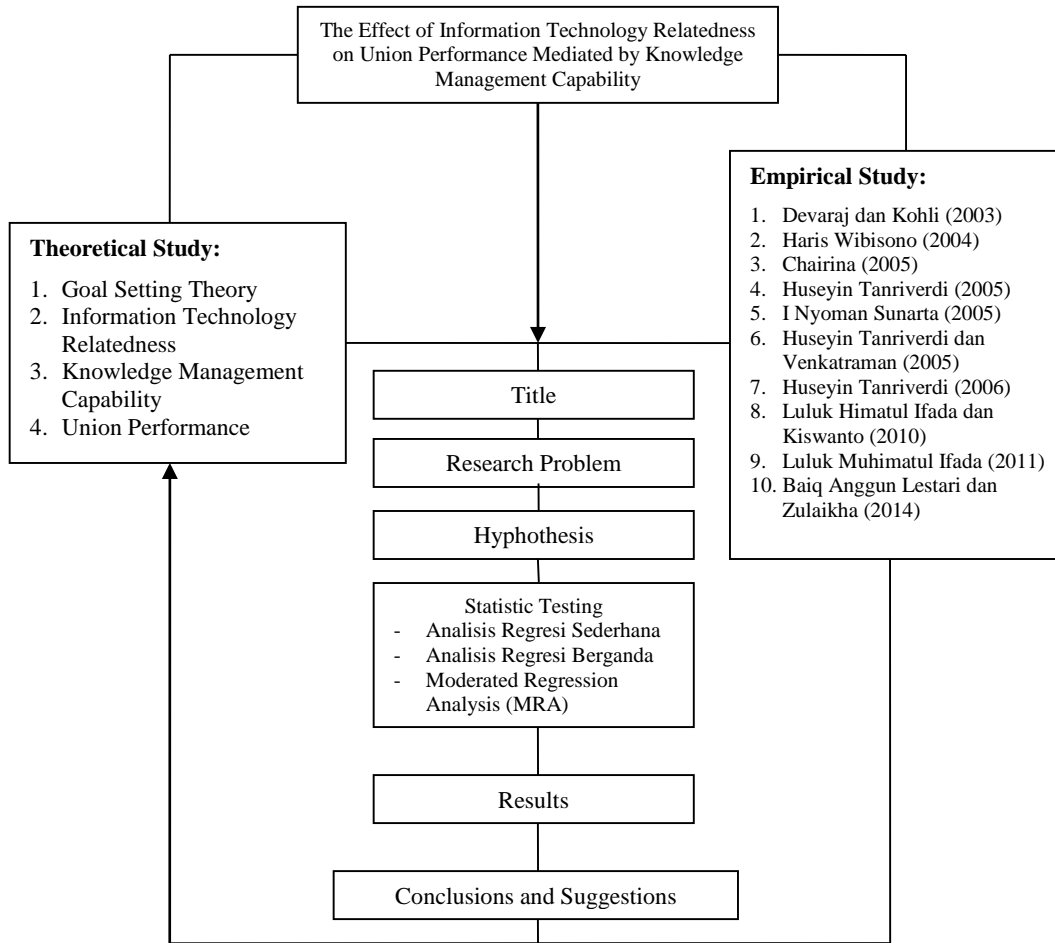 The Effect of Information Technology Relatedness
on Union Performance Mediated by Knowledge
Management Capability
Theoretical Study:
1. Goal Setting Theory
2. Information Technology
Relatedness
3. Knowledge Management
Capability
4. Union Performance
Empirical Study:
1. Devaraj dan Kohli (2003)
2. Haris Wibisono (2004)
3. Chairina (2005)
4. Huseyin Tanriverdi (2005)
5. I Nyoman Sunarta (2005)
6. Huseyin Tanriverdi dan
Venkatraman (2005)
7. Huseyin Tanriverdi (2006)
8. Luluk Himatul Ifada dan
Kiswanto (2010)
9. Luluk Muhimatul Ifada (2011)
10. Baiq Anggun Lestari dan
Zulaikha (2014)
Title
Research Problem
Hyphothesis
Statistic Testing
- Analisis Regresi Sederhana
- Analisis Regresi Berganda
- Moderated Regression
Analysis (MRA)
Results
Conclusions and Suggestions